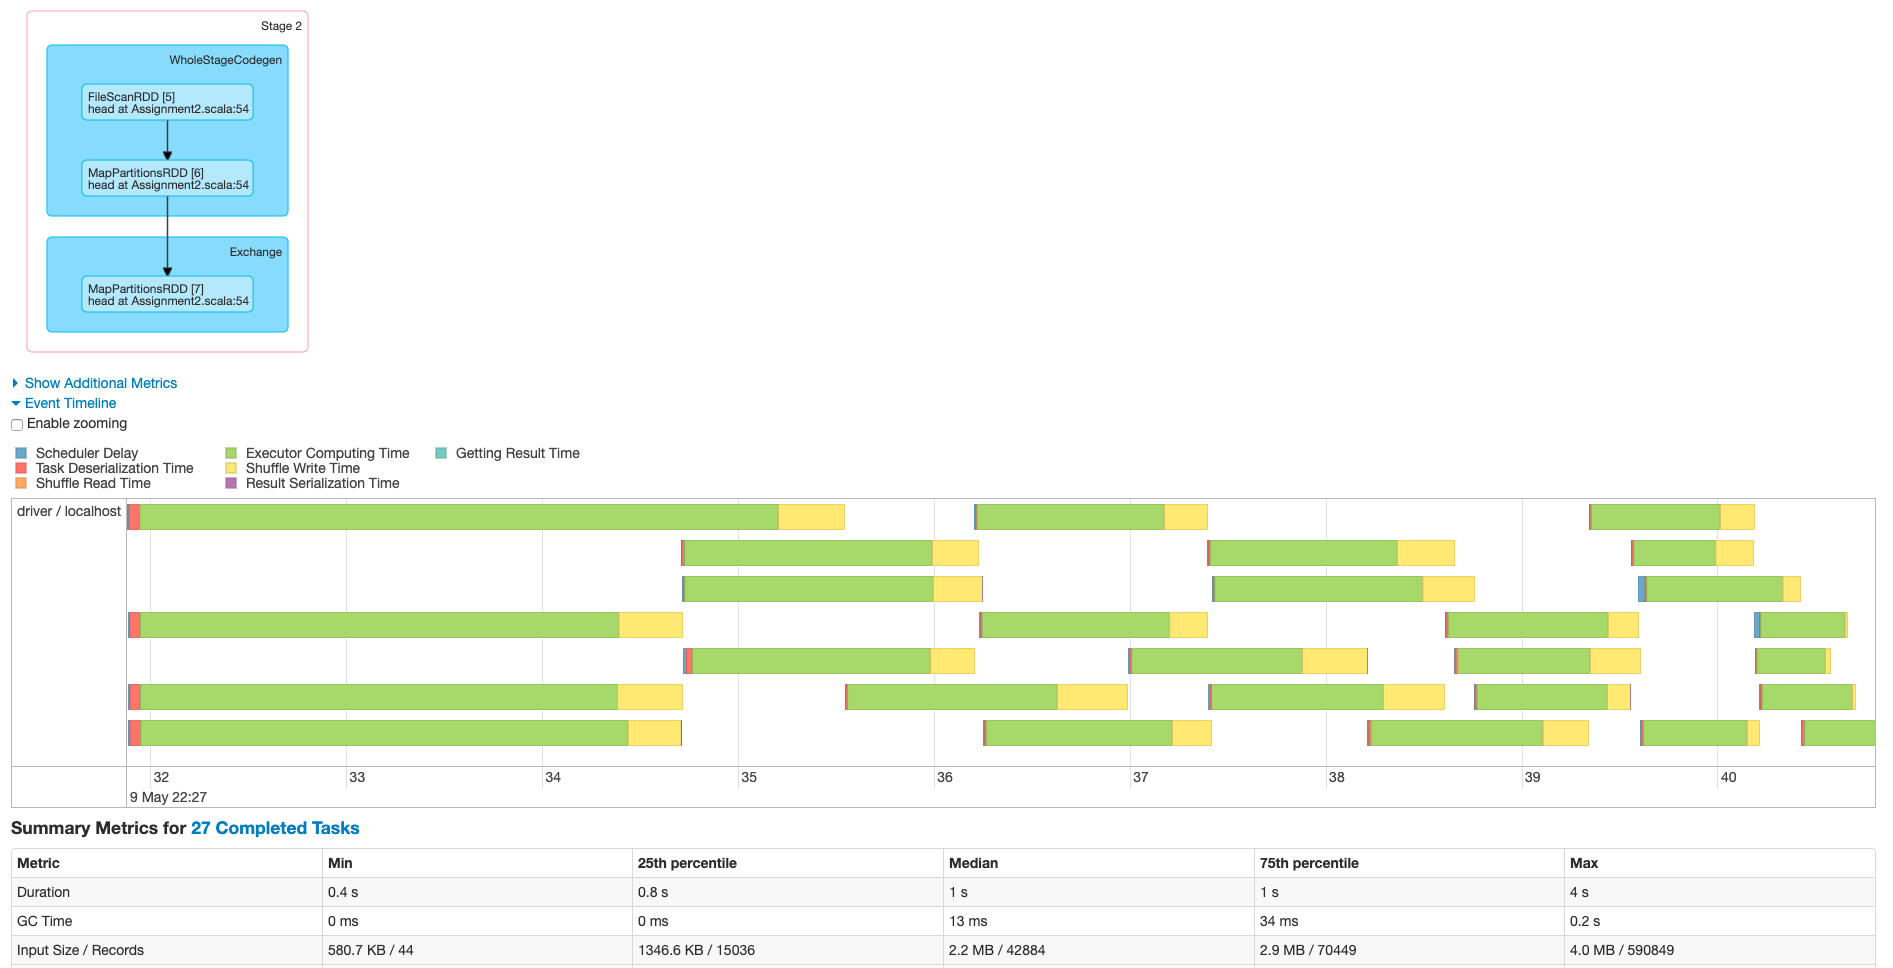 Stage 2
WholeStageCodegen
FileScanRDD [5]
head at Assignment2.scala:54
MapPartitionsRDD [6]
head at Assignment2.scala:54
Exchange
MapPartitionsRDD [7]
head at Assignment2.scala:54
Show Additional Metrics
Event Timeline
Enable zooming
Scheduler Delay Executor Computing Time Getting Result Time
Task Deserialization Time Shuffle Write Time
Shuffle Read Time Result Serialization Time
driver / localhost
32 33 34 35 36 37 38 39 40
9 May 22:27
Summary Metrics for 27 Completed Tasks
Metric Min 25th percentile Median 75th percentile Max
Duration 0.4 s 0.8 s 1 s 1 s 4 s
GC Time 0 ms 0 ms 13 ms 34 ms 0.2 s
Input Size / Records 580.7 KB / 44 1346.6 KB / 15036 2.2 MB / 42884 2.9 MB / 70449 4.0 MB / 590849